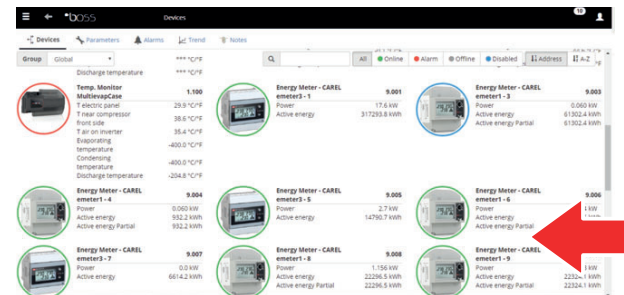 boss
Devices
10
Devices Parameters Alarms Trend Notes
Group Global All Online Alarm Offline Disabled Address A-Z
Discharge temperature *** °C/°F
Temp. Monitor MultievapCase 1.100
T electric panel 29.9 °C/°F
T near compressor front side 38.6 °C/°F
T air on inverter 35.4 °C/°F
Evaporating temperature -400.0 °C/°F
Condensing temperature -400.0 °C/°F
Discharge temperature -204.8 °C/°F
Energy Meter - CAREL emeter3 - 1 9.001
Power 17.6 kW
Active energy 317293.8 kWh
Energy Meter - CAREL emeter1 - 3 9.003
Power 0.060 kW
Active energy 61302.4 kWh
Active energy Partial 61302.4 kWh
Energy Meter - CAREL emeter1 - 4 9.004
Power 0.060 kW
Active energy 932.2 kWh
Active energy Partial 932.2 kWh
Energy Meter - CAREL emeter3 - 5 9.005
Power 2.7 kW
Active energy 14790.7 kWh
Energy Meter - CAREL emeter1 - 6 9.006
Power kW
Active energy kWh
Active energy Partial
Energy Meter - CAREL emeter3 - 7 9.007
Power 0.0 kW
Active energy 6614.2 kWh
Energy Meter - CAREL emeter1 - 8 9.008
Power 1.156 kW
Active energy 22296.5 kWh
Active energy Partial 22296.5 kWh
Energy Meter - CAREL emeter1 - 9
Power kW
Active energy 22324.1 kWh
Active energy Partial 22324.1 kWh